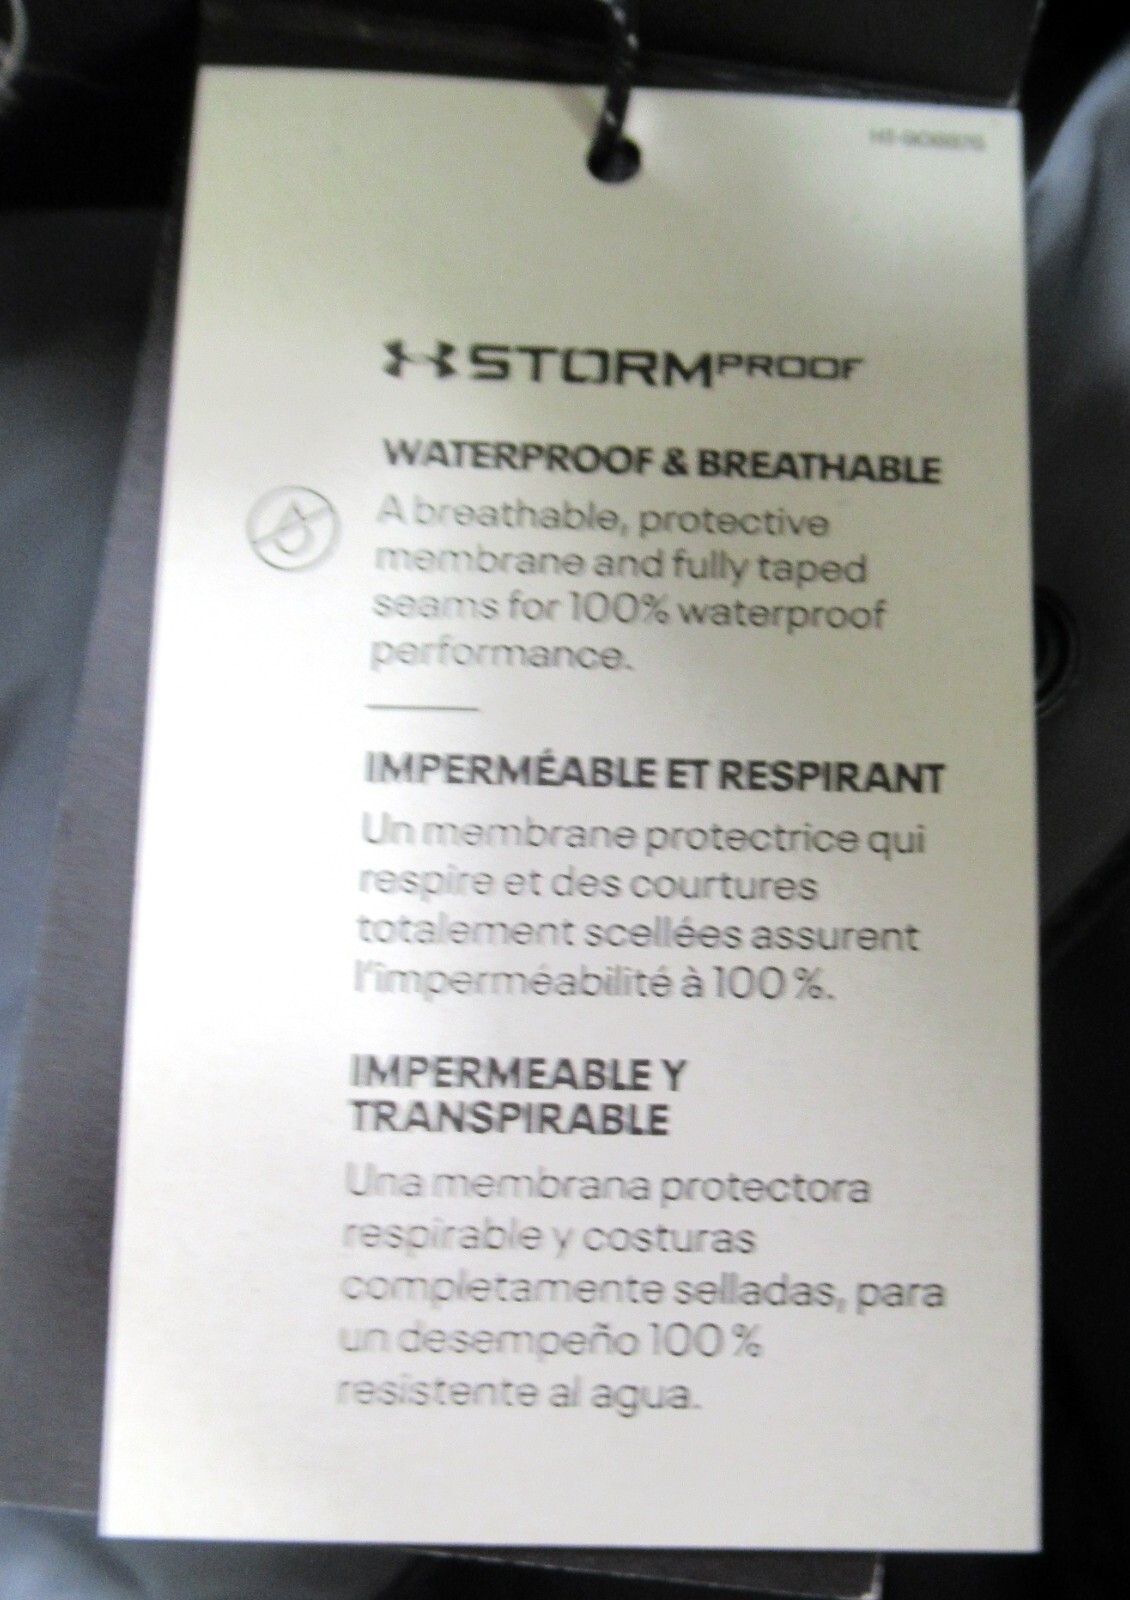 STORMPROOF
WATERPROOF & BREATHABLE
A breathable, protective
membrane and fully taped
seams for 100% waterproof
performance.
IMPERMÉABLE ET RESPIRANT
Un membrane protectrice qui
respire et des courtures
totalement scellées assurent
l'imperméabilité à 100 %.
IMPERMEABLE Y
TRANSPIRABLE
Una membrana protectora
respirable y costuras
completamente selladas, para
un desempeño 100 %
resistente al agua.